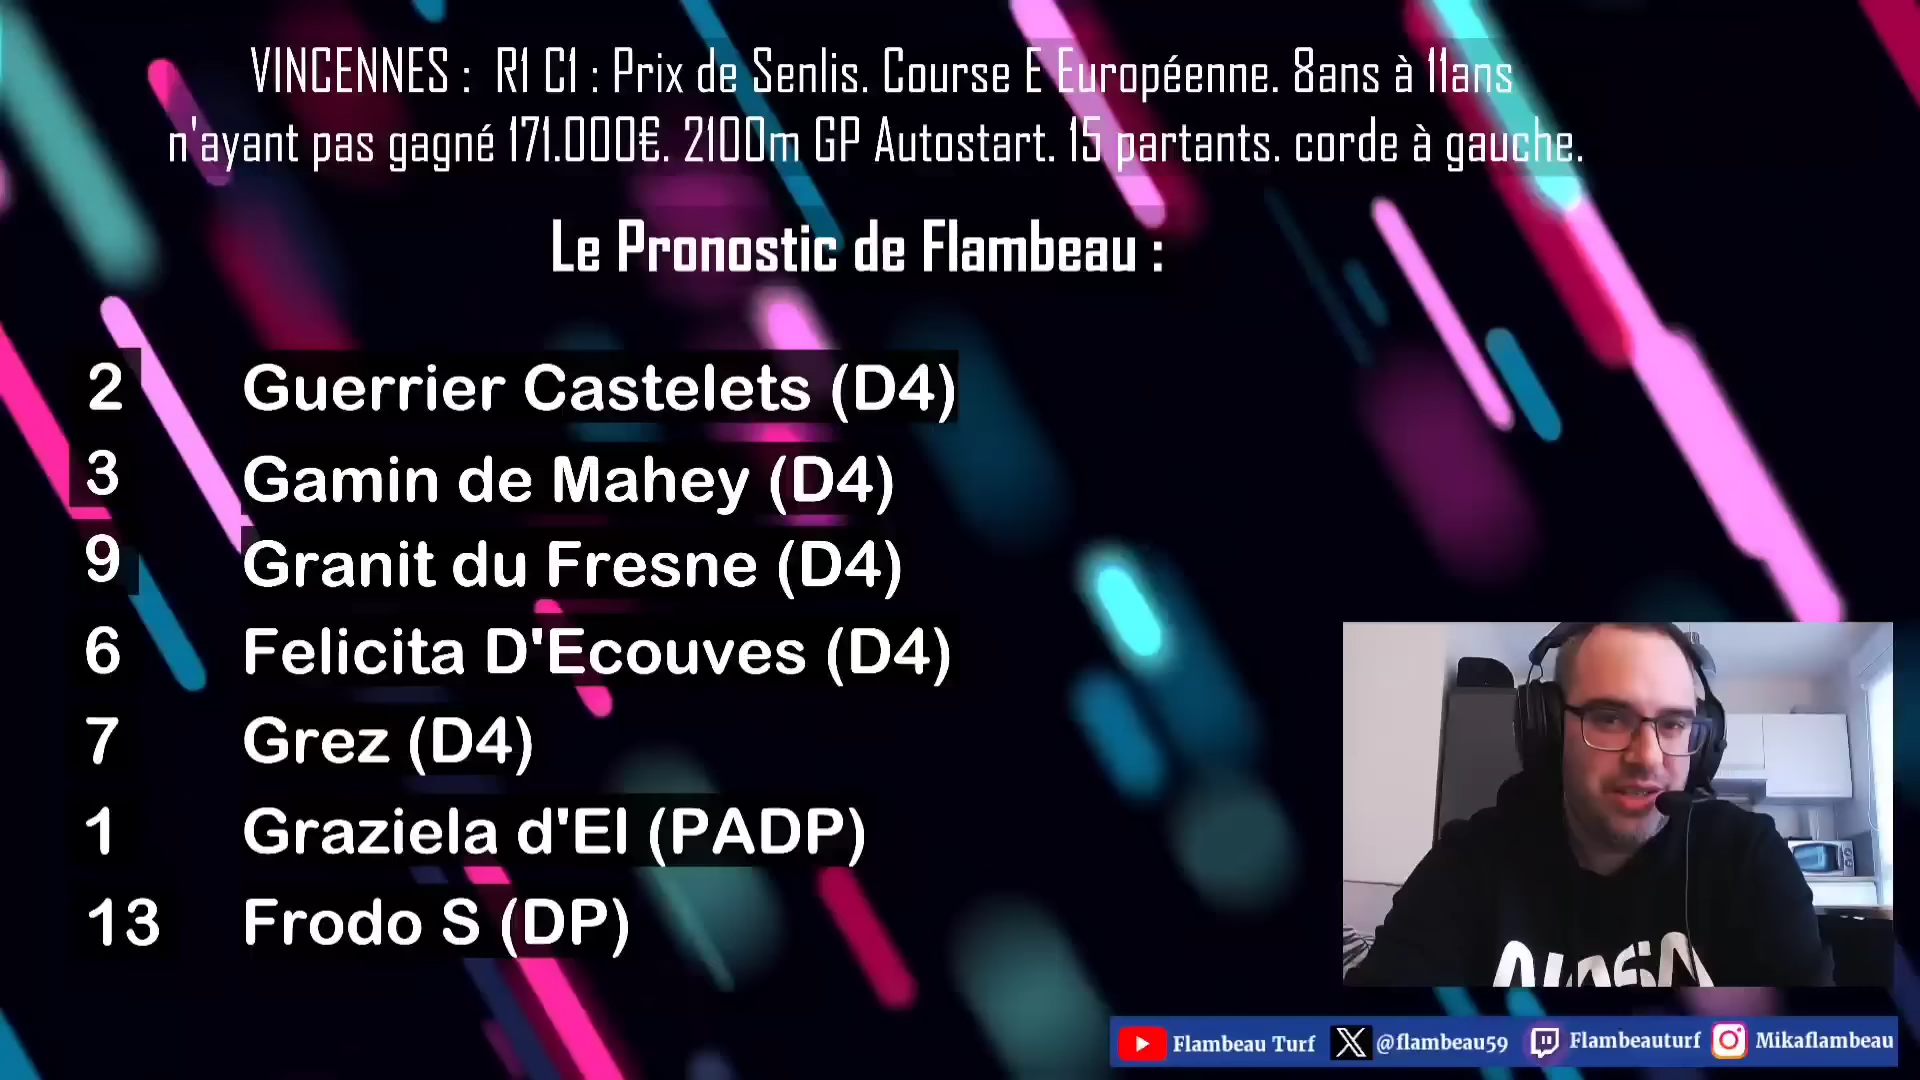 VINCENNES : R1 C1 : Prix de Senlis. Course E Européenne. 8ans à 11ans
n'ayant pas gagné 171.000€. 2100m GP Autostart. 15 partants. corde à gauche.
Le Pronostic de Flambeau :
2 Guerrier Castelets (D4)
3 Gamin de Mahey (D4)
9 Granit du Fresne (D4)
6 Felicita D'Ecouves (D4)
7 Grez (D4)
1 Graziela d'El (PADP)
13 Frodo S (DP)
Flambeau Turf @flambeau59 Flambeauturf Mikaflambeau